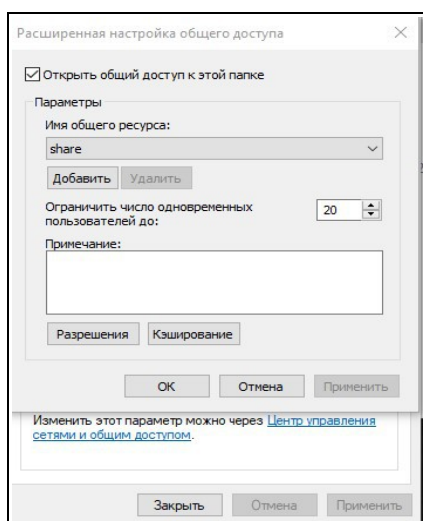 Расширенная настройка общего доступа
Открыть общий доступ к этой папке
Параметры
Имя общего ресурса:
share
Добавить Удалить
Ограничить число одновременных
пользователей до:
20
Примечание:
Разрешения Кэширование
ОК Отмена Применить
Изменить этот параметр можно через Центр управления
сетями и общим доступом.
Закрыть Отмена Применить